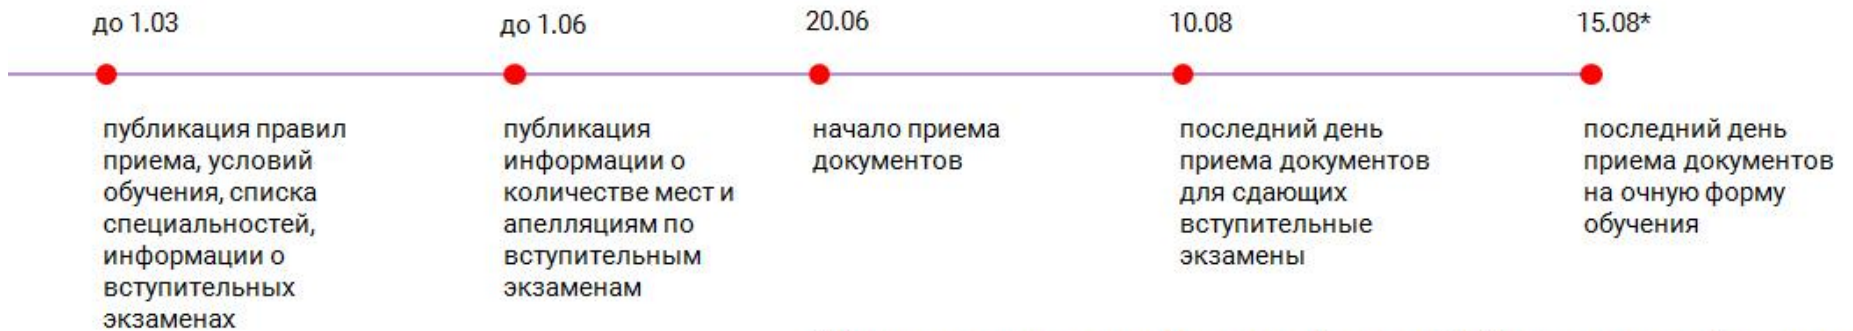 до 1.03
до 1.06
20.06
10.08
15.08*
публикация правил
приема, условий
обучения, списка
специальностей,
информации о
вступительных
экзаменах
публикация
информации о
количестве мест и
апелляциям по
вступительным
экзаменам
начало приема
документов
последний день
приема документов
для сдающих
вступительные
экзамены
последний день
приема документов
на очную форму
обучения